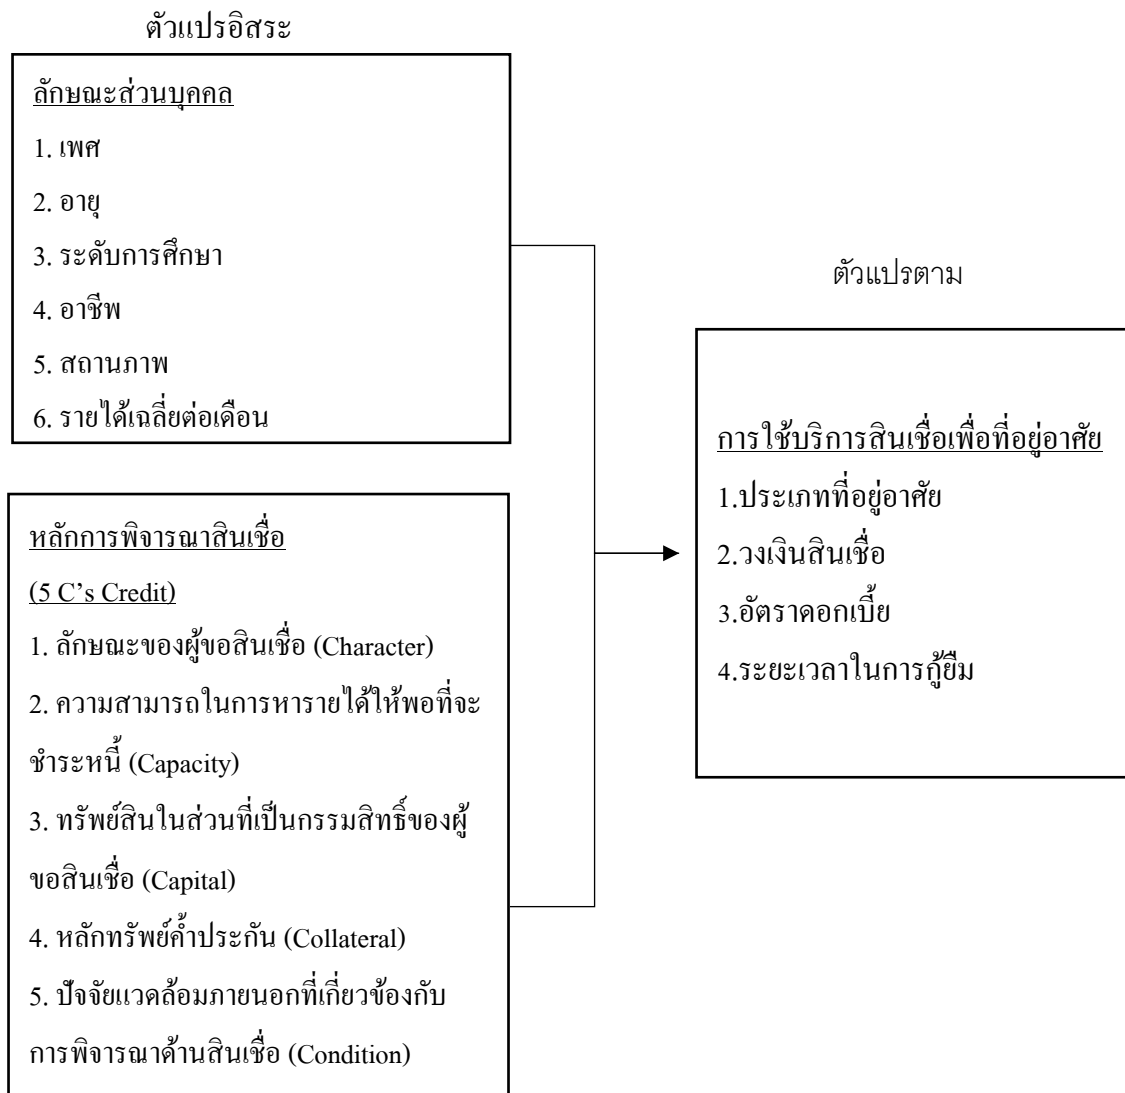 ตัวแปรอิสระ
ลักษณะส่วนบุคคล
1. เพศ
2. อายุ
3. ระดับการศึกษา
4. อาชีพ
5. สถานภาพ
6. รายได้เฉลี่ยต่อเดือน
หลักการพิจารณาสินเชื่อ
(5 C’s Credit)
1. ลักษณะของผู้ขอสินเชื่อ (Character)
2. ความสามารถในการหารายได้ให้พอที่จะ
ชำระหนี้ (Capacity)
3. ทรัพย์สินในส่วนที่เป็นกรรมสิทธิ์ของผู้
ขอสินเชื่อ (Capital)
4. หลักทรัพย์ค้ำประกัน (Collateral)
5. ปัจจัยแวดล้อมภายนอกที่เกี่ยวข้องกับ
การพิจารณาด้านสินเชื่อ (Condition)
ตัวแปรตาม
การใช้บริการสินเชื่อเพื่อที่อยู่อาศัย
1.ประเภทที่อยู่อาศัย
2.วงเงินสินเชื่อ
3.อัตราดอกเบี้ย
4.ระยะเวลาในการกู้ยืม